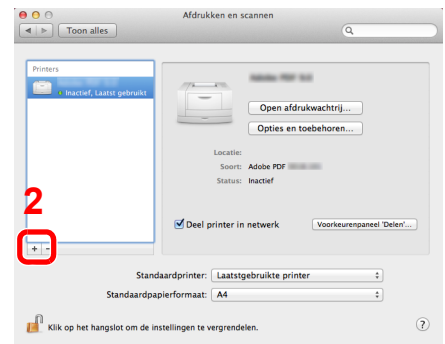 Afdrukken en scannen
Toon alles
Printers
Inactief, Laatst gebruikt
Open afdrukwachtrij...
Opties en toebehoren...
Locatie:
Soort: Adobe PDF
Status: Inactief
2
Deel printer in netwerk
Voorkeurenpaneel 'Delen'...
+ -
Standaardprinter: Laatstgebruikte printer
Standaardpapierformaat: A4
Klik op het hangslot om de instellingen te vergrendelen.
?